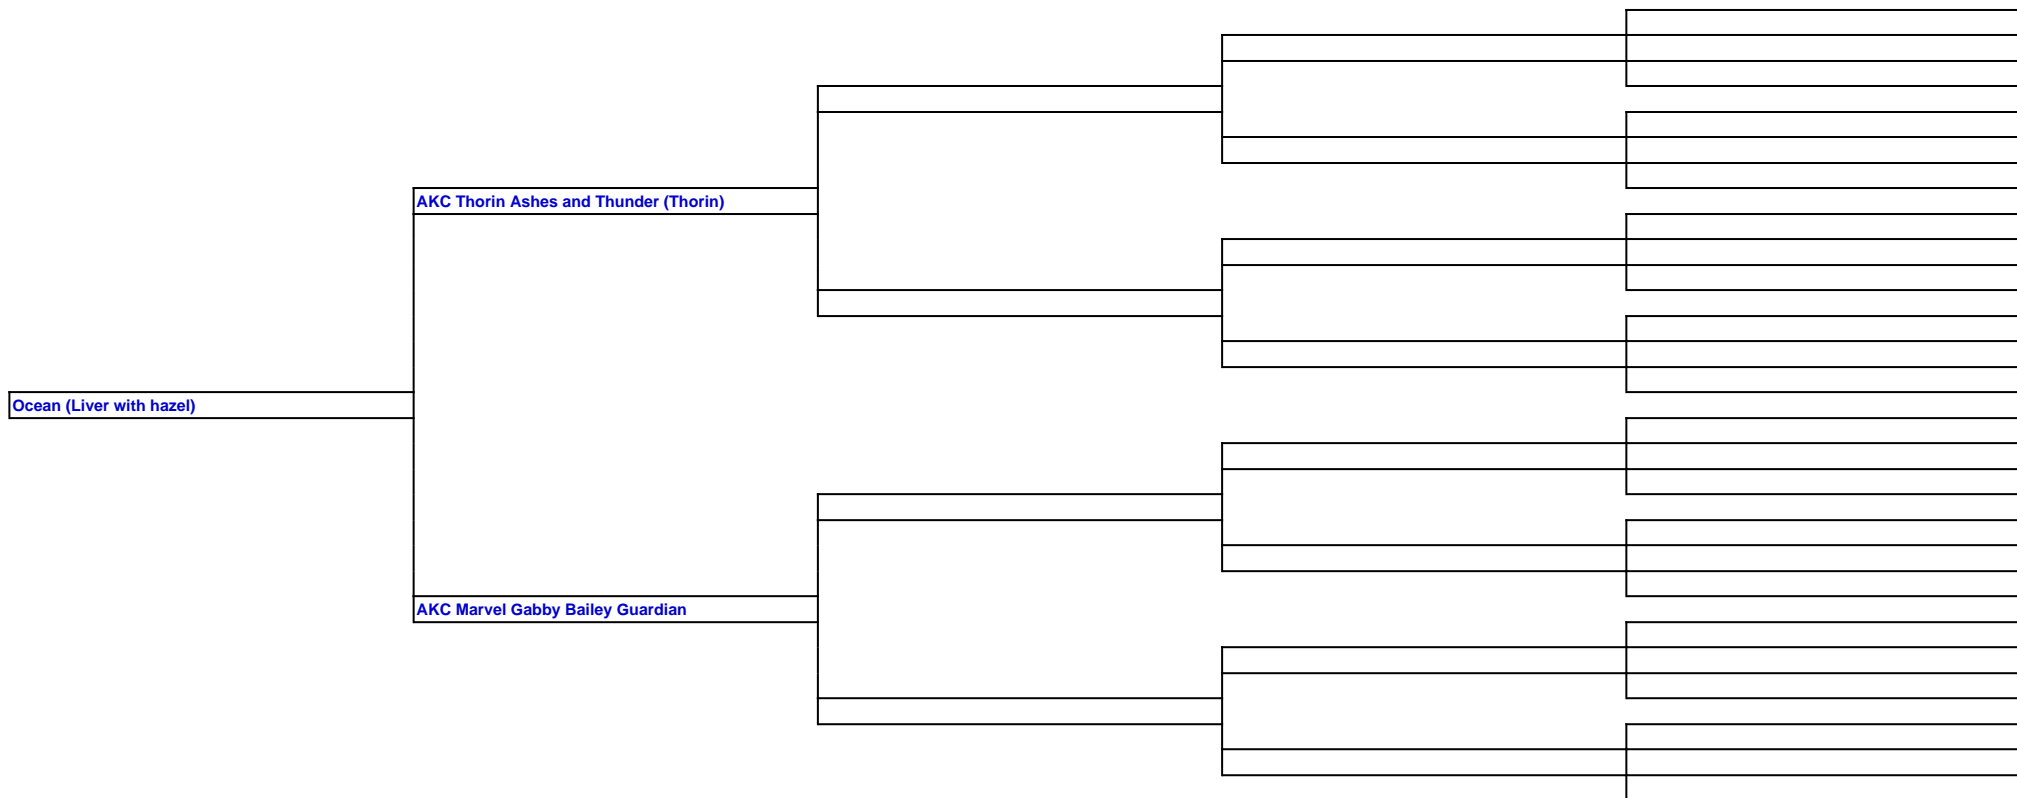 AKC Thorin Ashes and Thunder (Thorin)
Ocean (Liver with hazel)
AKC Marvel Gabby Bailey Guardian